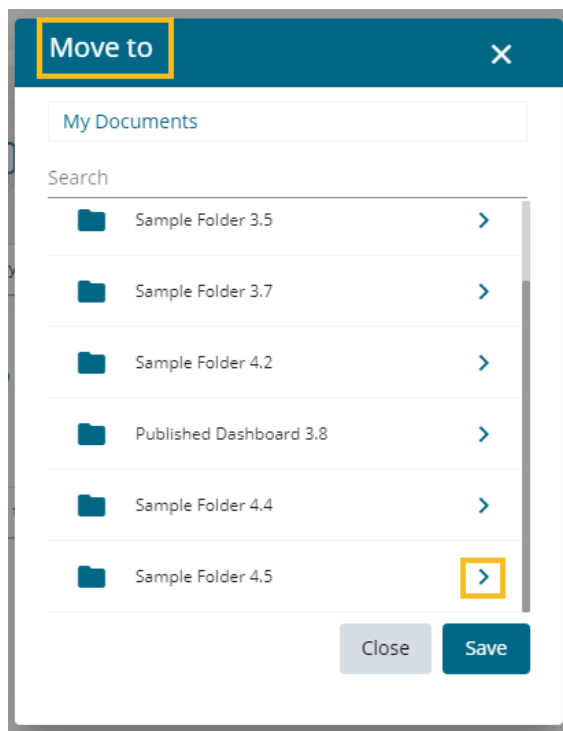 Move to
My Documents
Search
Sample Folder 3.5
Sample Folder 3.7
Sample Folder 4.2
Published Dashboard 3.8
Sample Folder 4.4
Sample Folder 4.5
Close Save